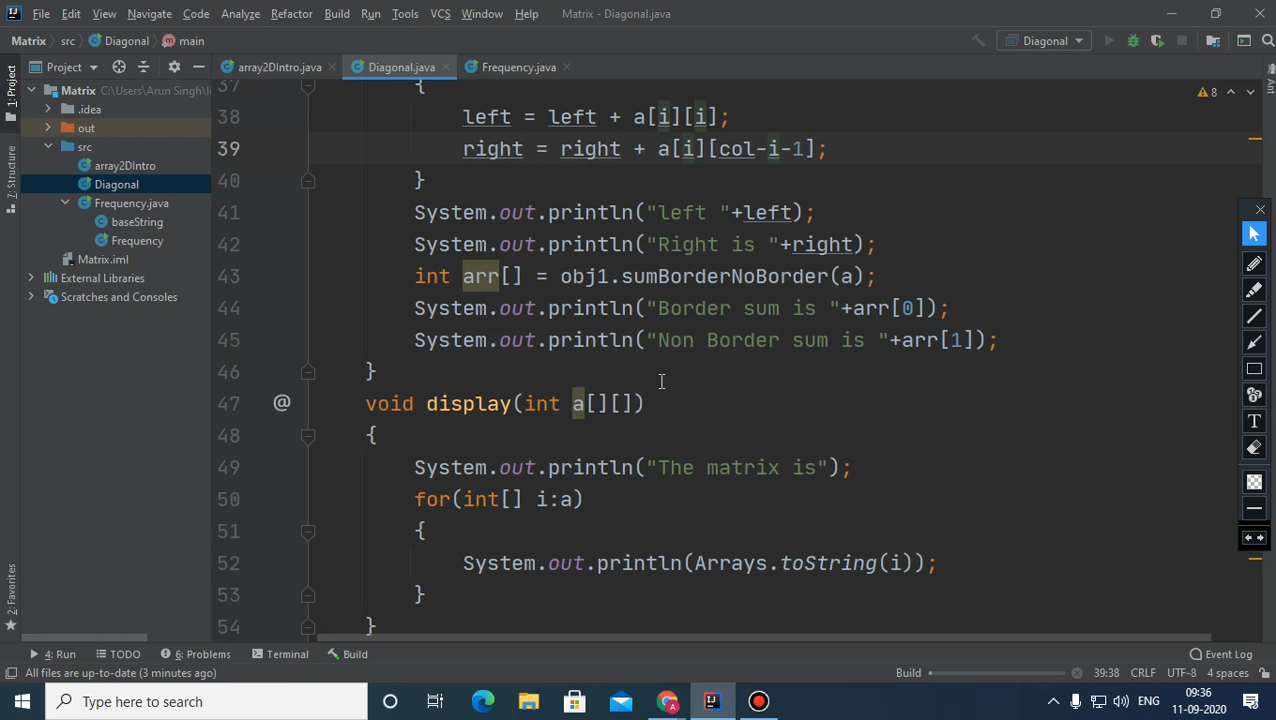 File Edit View Navigate Code Analyze Refactor Build Run Tools VCS Window Help Matrix - Diagonal.java
Matrix src Diagonal main Diagonal
Project array2DIntro.java Diagonal.java Frequency.java
1: Project
7: Structure
2: Favorites
Matrix C:\Users\Arun Singh\
.idea
out
src
array2DIntro
Diagonal
Frequency.java
baseString
Frequency
Matrix.iml
External Libraries
Scratches and Consoles
37 {
38 left = left + a[i][i];
39 right = right + a[i][col-i-1];
40 }
41 System.out.println("left "+left);
42 System.out.println("Right is "+right);
43 int arr[] = obj1.sumBorderNoBorder(a);
44 System.out.println("Border sum is "+arr[0]);
45 System.out.println("Non Border sum is "+arr[1]);
46 }
47 @ void display(int a[][])
48 {
49 System.out.println("The matrix is");
50 for(int[] i:a)
51 {
52 System.out.println(Arrays.toString(i));
53 }
54 }
8
Ant
T
4: Run TODO 6: Problems Terminal Build Event Log
All files are up-to-date (3 minutes ago) Build 39:38 CRLF UTF-8 4 spaces
Type here to search
ENG
09:36
11-09-2020